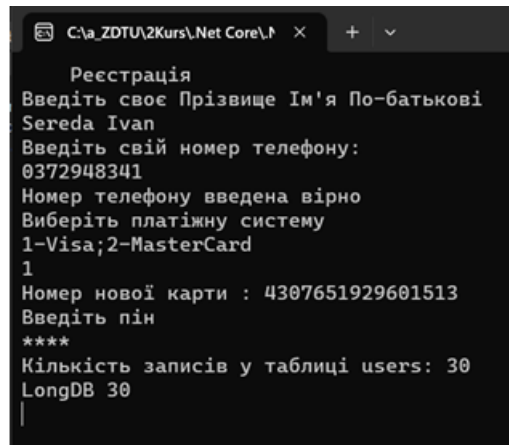 C:\a_ZDTU\2Kurs\.Net Core\.N
Реєстрація
Введіть своє Прізвище Ім'я По-батькові
Sereda Ivan
Введіть свій номер телефону:
0372948341
Номер телефону введена вірно
Виберіть платіжну систему
1-Visa;2-MasterCard
1
Номер нової карти : 4307651929601513
Введіть пін
****
Кількість записів у таблиці users: 30
LongDB 30